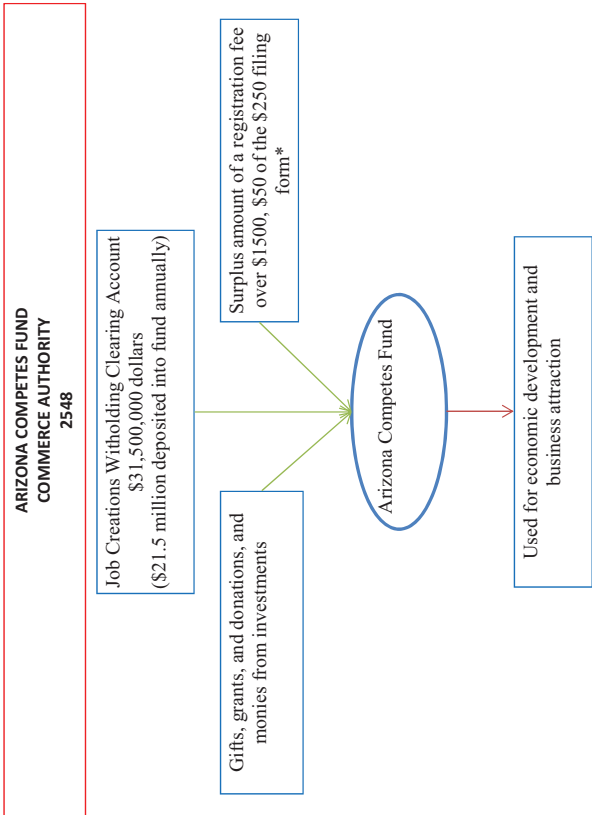 ARIZONA COMPETES FUND
COMMERCE AUTHORITY
2548
Job Creations Witholding Clearing Account
$31,500,000 dollars
($21.5 million deposited into fund annually)
Gifts, grants, and donations, and
monies from investments
Surplus amount of a registration fee
over $1500, $50 of the $250 filing
form*
Arizona Competes Fund
Used for economic development and
business attraction